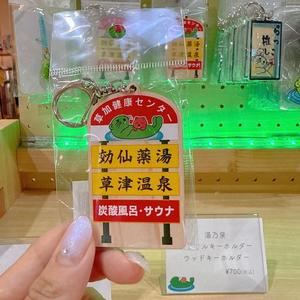 草加健康センター
効仙薬湯
草津温泉
炭酸風呂・サウナ
湯乃泉
ルキーホルダー
ウッドキーホルダー
¥700